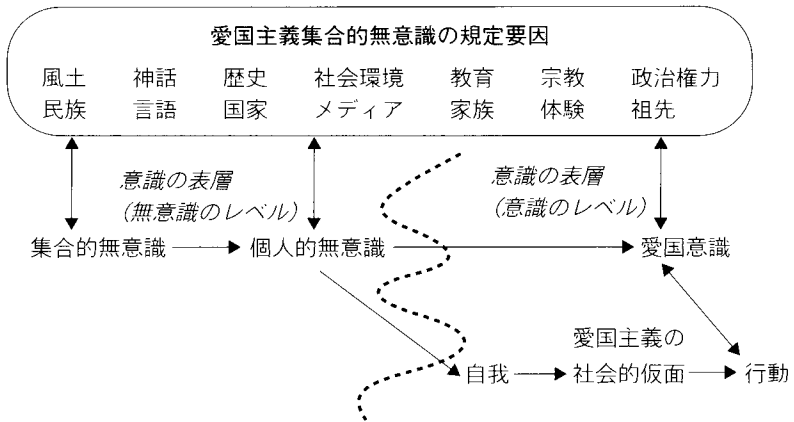 愛国主義集合的無意識の規定要因
風土 神話 歴史 社会環境 教育 宗教 政治権力
民族 言語 国家 メディア 家族 体験 祖先
意識の表層
(無意識のレベル)
意識の表層
(意識のレベル)
集合的無意識 個人的無意識 愛国意識
愛国主義の
自我 社会的仮面 行動